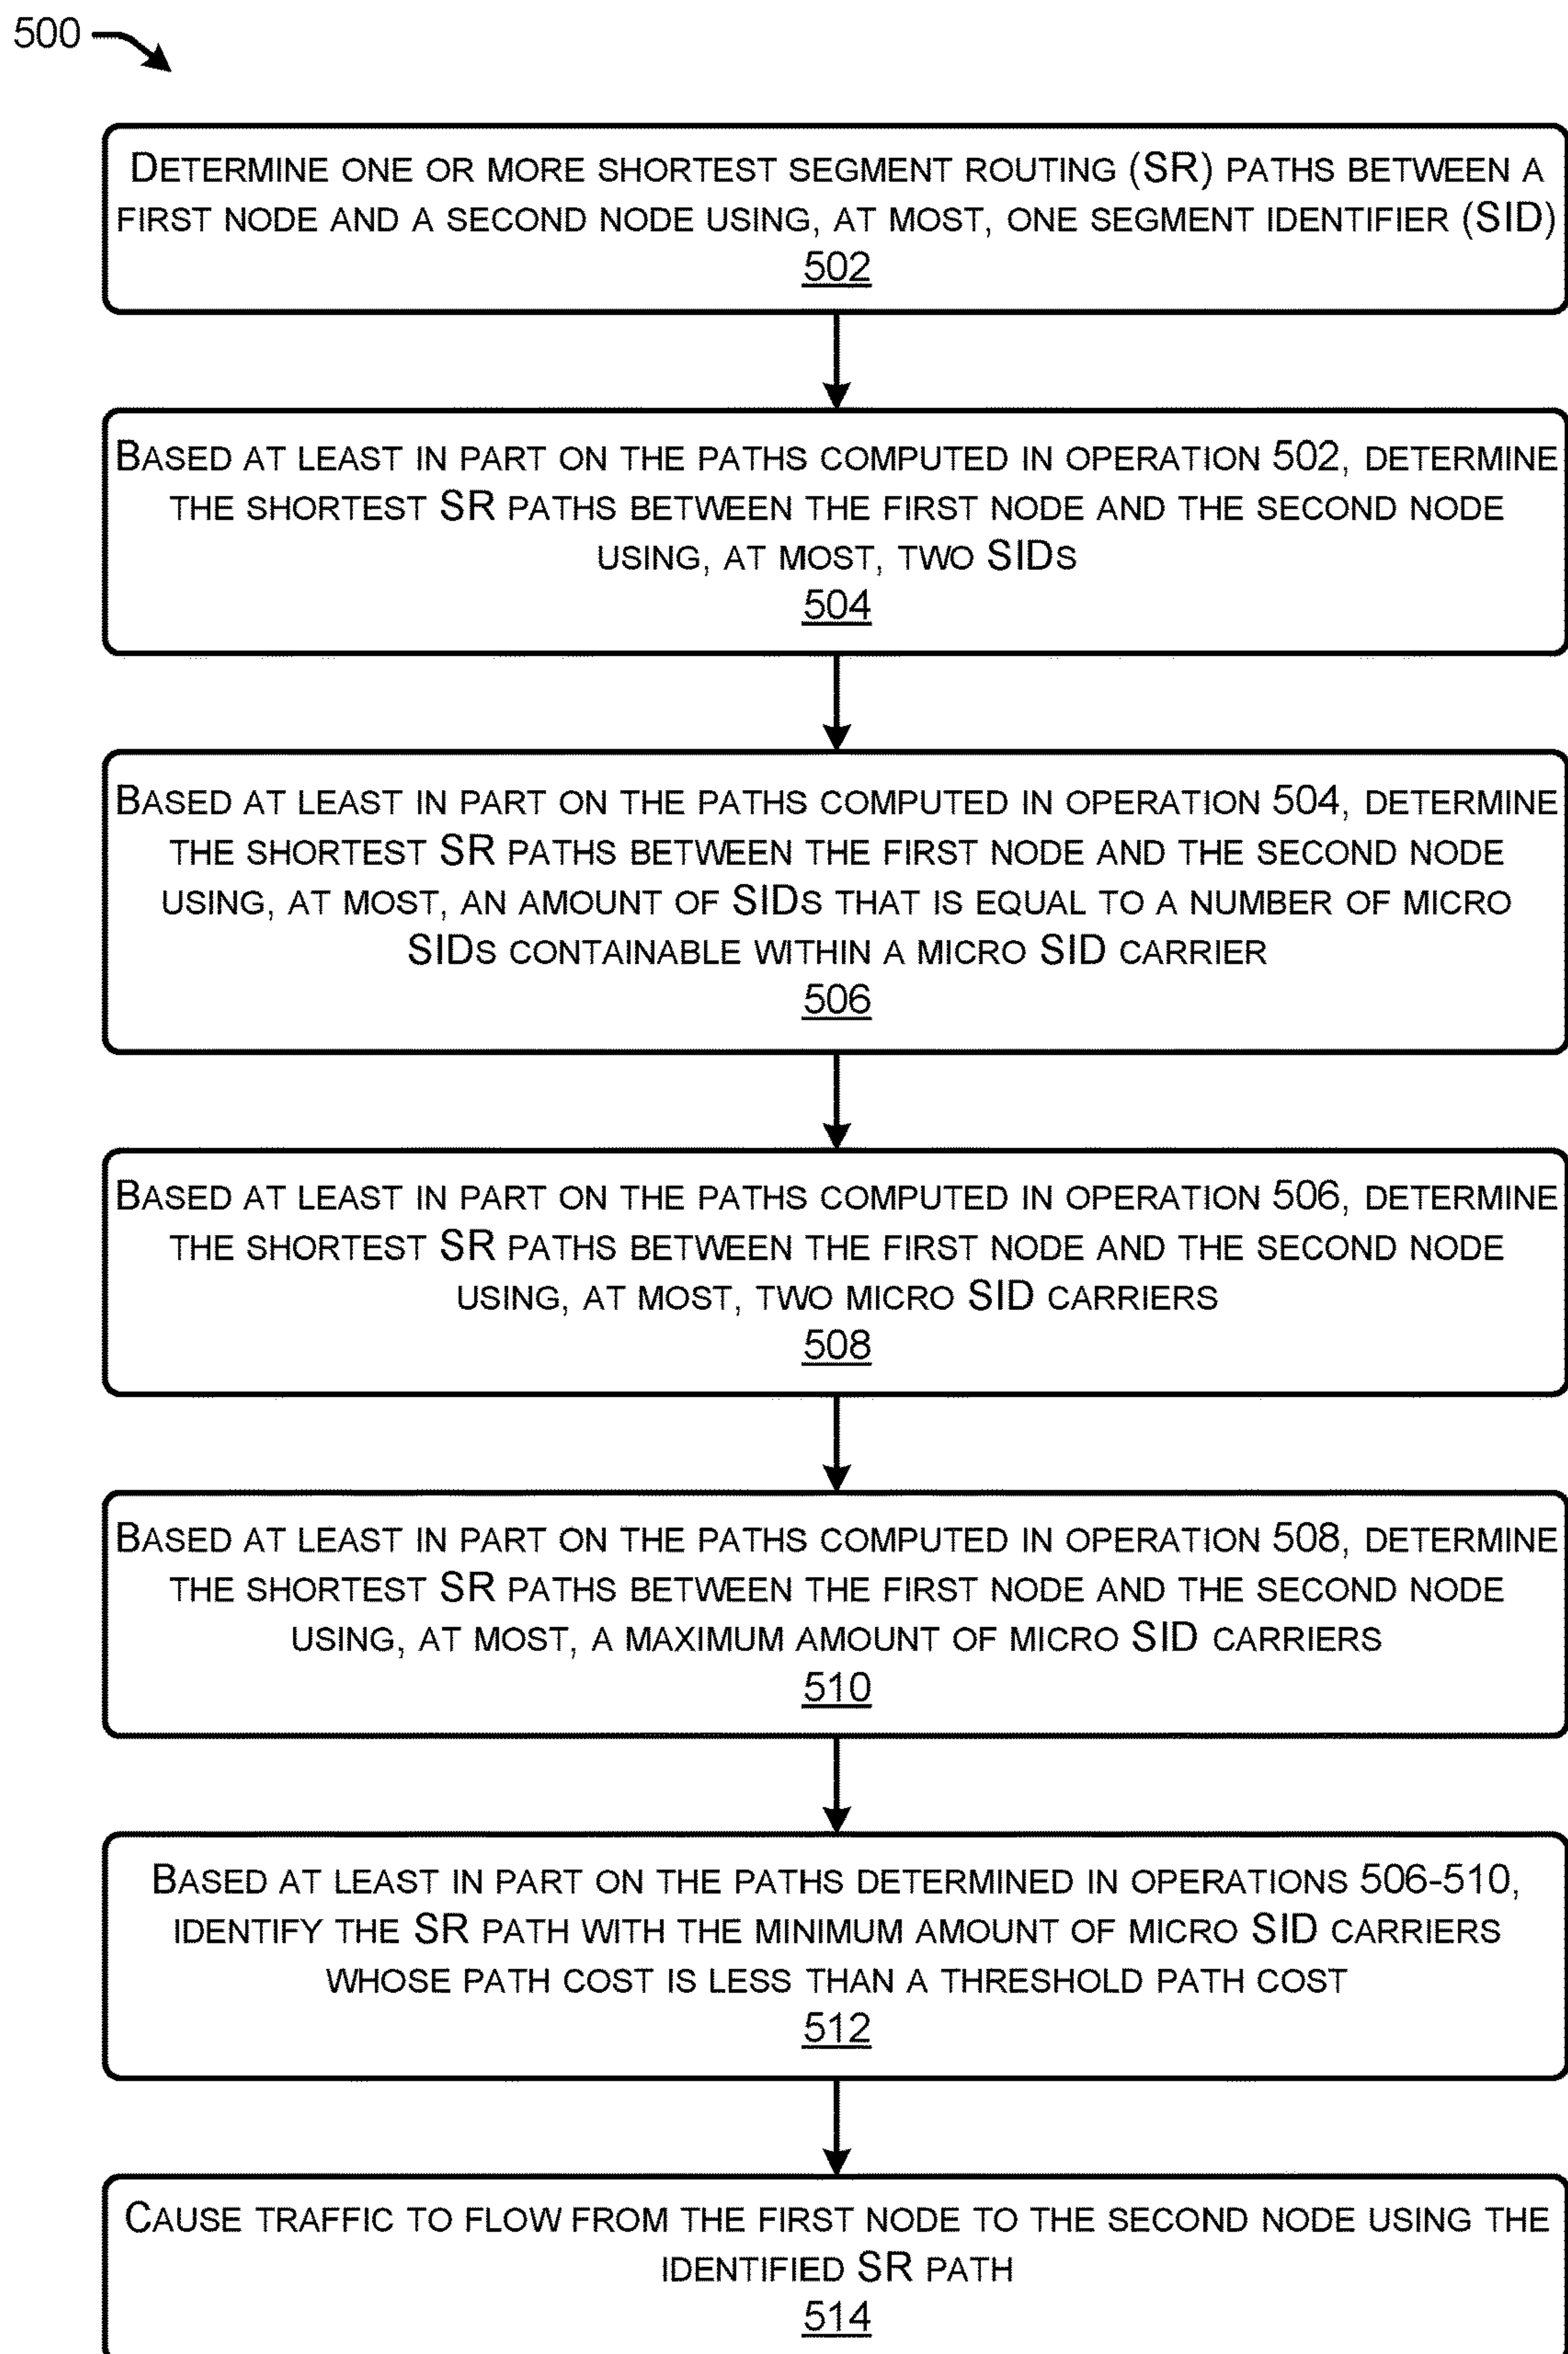 500
DETERMINE ONE OR MORE SHORTEST SEGMENT ROUTING (SR) PATHS BETWEEN A
FIRST NODE AND A SECOND NODE USING, AT MOST, ONE SEGMENT IDENTIFIER (SID)
502
BASED AT LEAST IN PART ON THE PATHS COMPUTED IN OPERATION 502, DETERMINE
THE SHORTEST SR PATHS BETWEEN THE FIRST NODE AND THE SECOND NODE
USING, AT MOST, TWO SIDS
504
BASED AT LEAST IN PART ON THE PATHS COMPUTED IN OPERATION 504, DETERMINE
THE SHORTEST SR PATHS BETWEEN THE FIRST NODE AND THE SECOND NODE
USING, AT MOST, AN AMOUNT OF SIDS THAT IS EQUAL TO A NUMBER OF MICRO
SIDS CONTAINABLE WITHIN A MICRO SID CARRIER
506
BASED AT LEAST IN PART ON THE PATHS COMPUTED IN OPERATION 506, DETERMINE
THE SHORTEST SR PATHS BETWEEN THE FIRST NODE AND THE SECOND NODE
USING, AT MOST, TWO MICRO SID CARRIERS
508
BASED AT LEAST IN PART ON THE PATHS COMPUTED IN OPERATION 508, DETERMINE
THE SHORTEST SR PATHS BETWEEN THE FIRST NODE AND THE SECOND NODE
USING, AT MOST, A MAXIMUM AMOUNT OF MICRO SID CARRIERS
510
BASED AT LEAST IN PART ON THE PATHS DETERMINED IN OPERATIONS 506-510,
IDENTIFY THE SR PATH WITH THE MINIMUM AMOUNT OF MICRO SID CARRIERS
WHOSE PATH COST IS LESS THAN A THRESHOLD PATH COST
512
CAUSE TRAFFIC TO FLOW FROM THE FIRST NODE TO THE SECOND NODE USING THE
IDENTIFIED SR PATH
514